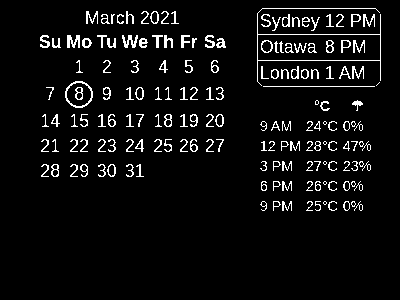 March 2021
Su Mo Tu We Th Fr Sa
1 2 3 4 5 6
7 8 9 10 11 12 13
14 15 16 17 18 19 20
21 22 23 24 25 26 27
28 29 30 31
Sydney 12 PM
Ottawa 8 PM
London 1 AM
°C ☂
9 AM 24°C 0%
12 PM 28°C 47%
3 PM 27°C 23%
6 PM 26°C 0%
9 PM 25°C 0%